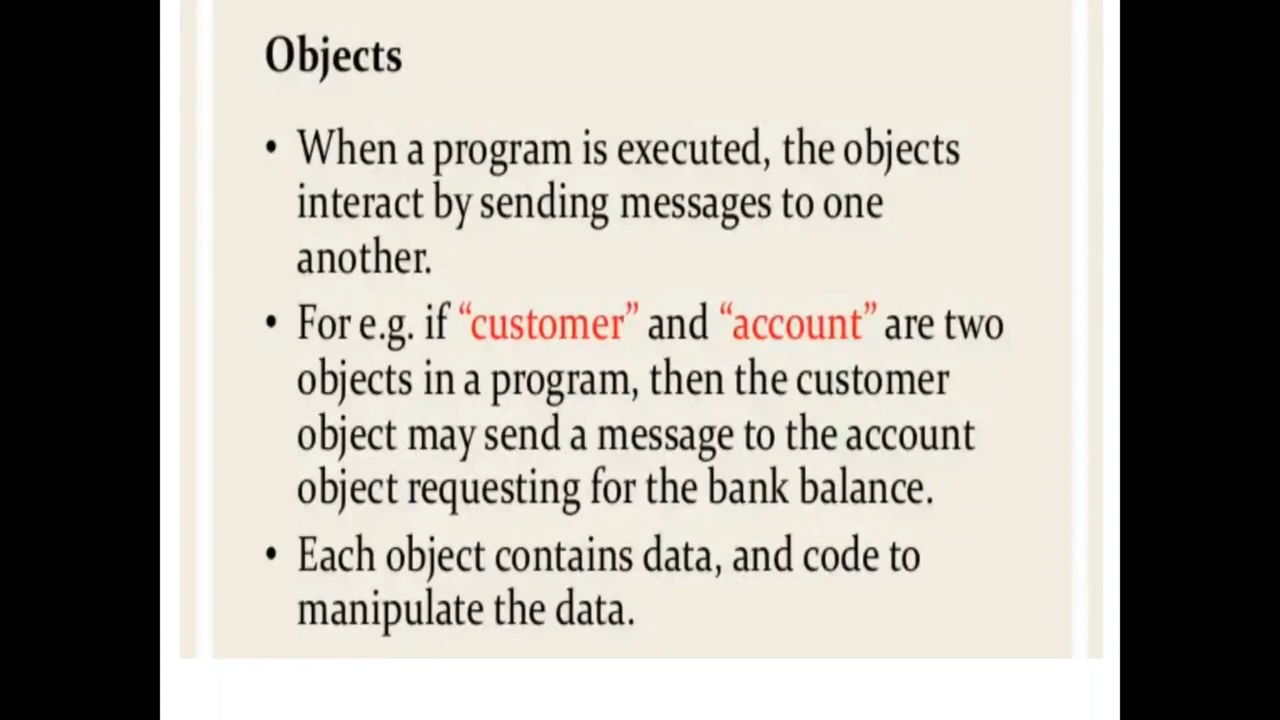 Objects
• When a program is executed, the objects
interact by sending messages to one
another.
• For e.g. if “customer” and “account” are two
objects in a program, then the customer
object may send a message to the account
object requesting for the bank balance.
• Each object contains data, and code to
manipulate the data.